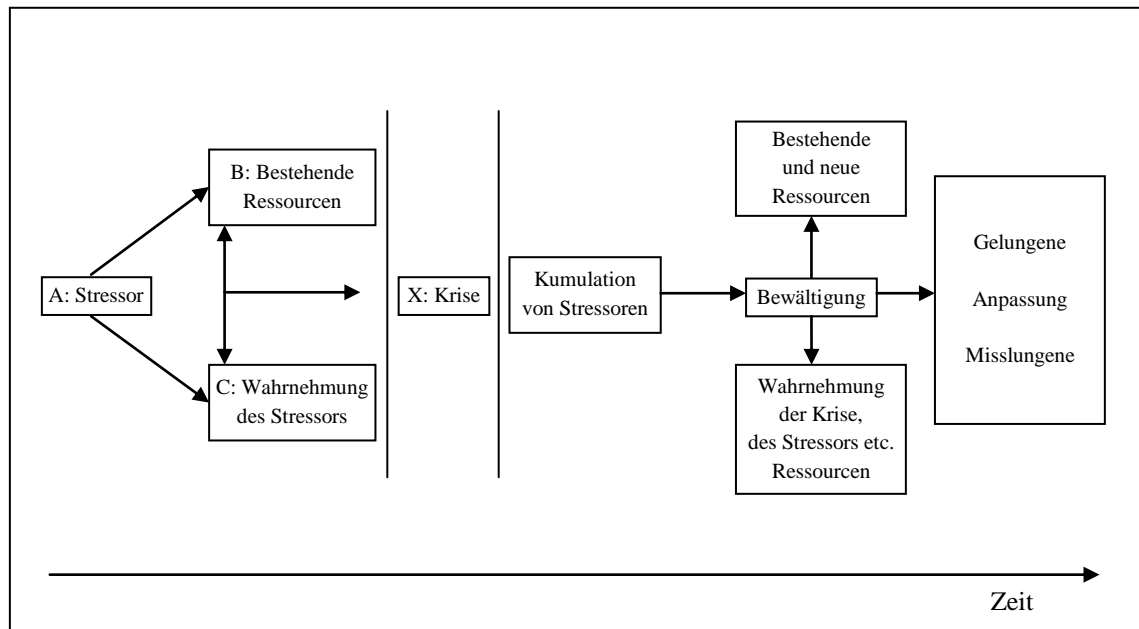 B: Bestehende
Ressourcen
A: Stressor
C: Wahrnehmung
des Stressors
X: Krise
Kumulation
von Stressoren
Bestehende
und neue
Ressourcen
Bewältigung
Wahrnehmung
der Krise,
des Stressors etc.
Ressourcen
Gelungene
Anpassung
Misslungene
Zeit